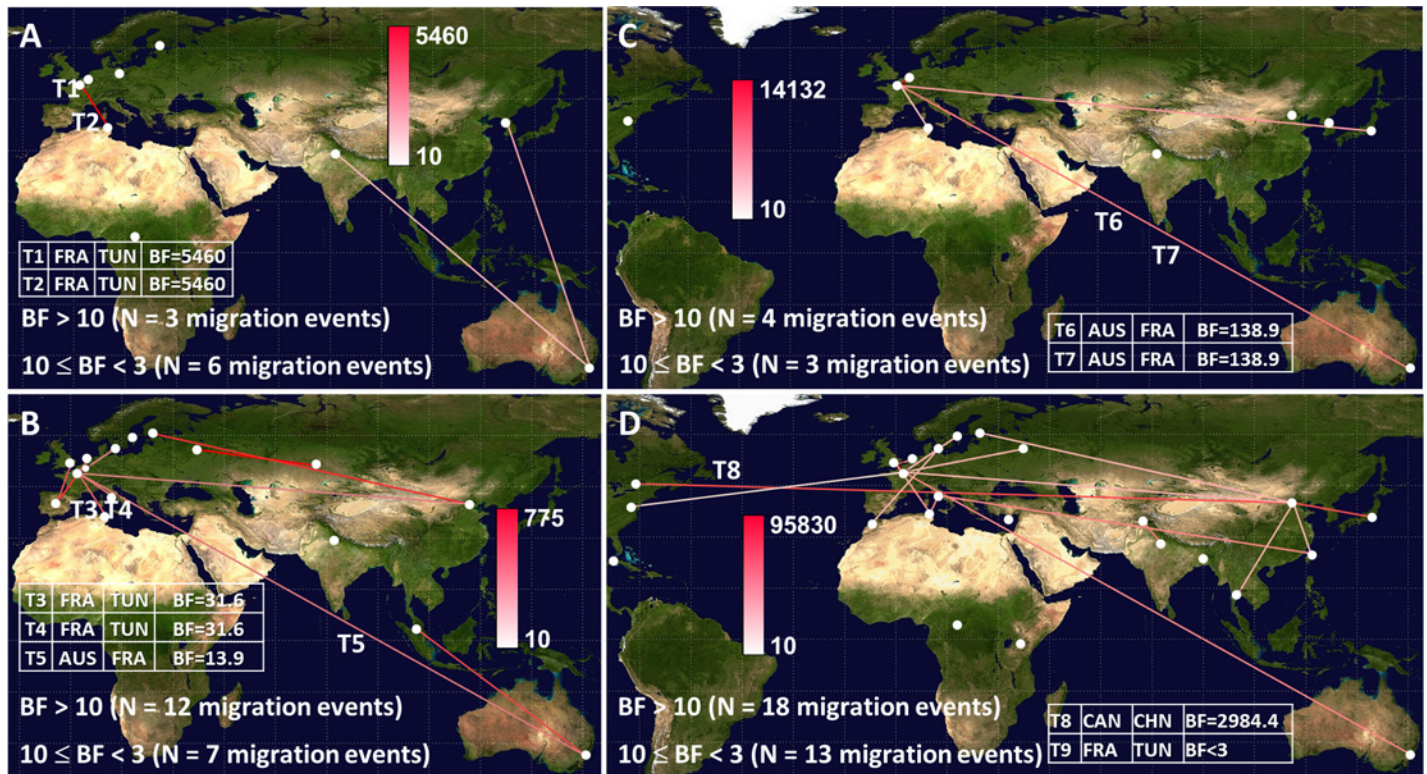 A
5460
10
T1
T2
T1 FRA TUN BF=5460
T2 FRA TUN BF=5460
BF > 10 (N = 3 migration events)
10 ≤ BF < 3 (N = 6 migration events)
C
14132
10
T6
T7
BF > 10 (N = 4 migration events)
10 ≤ BF < 3 (N = 3 migration events)
T6 AUS FRA BF=138.9
T7 AUS FRA BF=138.9
B
T3 T4
775
10
T3 FRA TUN BF=31.6
T4 FRA TUN BF=31.6
T5 AUS FRA BF=13.9
T5
BF > 10 (N = 12 migration events)
10 ≤ BF < 3 (N = 7 migration events)
D
T8
95830
10
BF > 10 (N = 18 migration events)
10 ≤ BF < 3 (N = 13 migration events)
T8 CAN CHN BF=2984.4
T9 FRA TUN BF<3